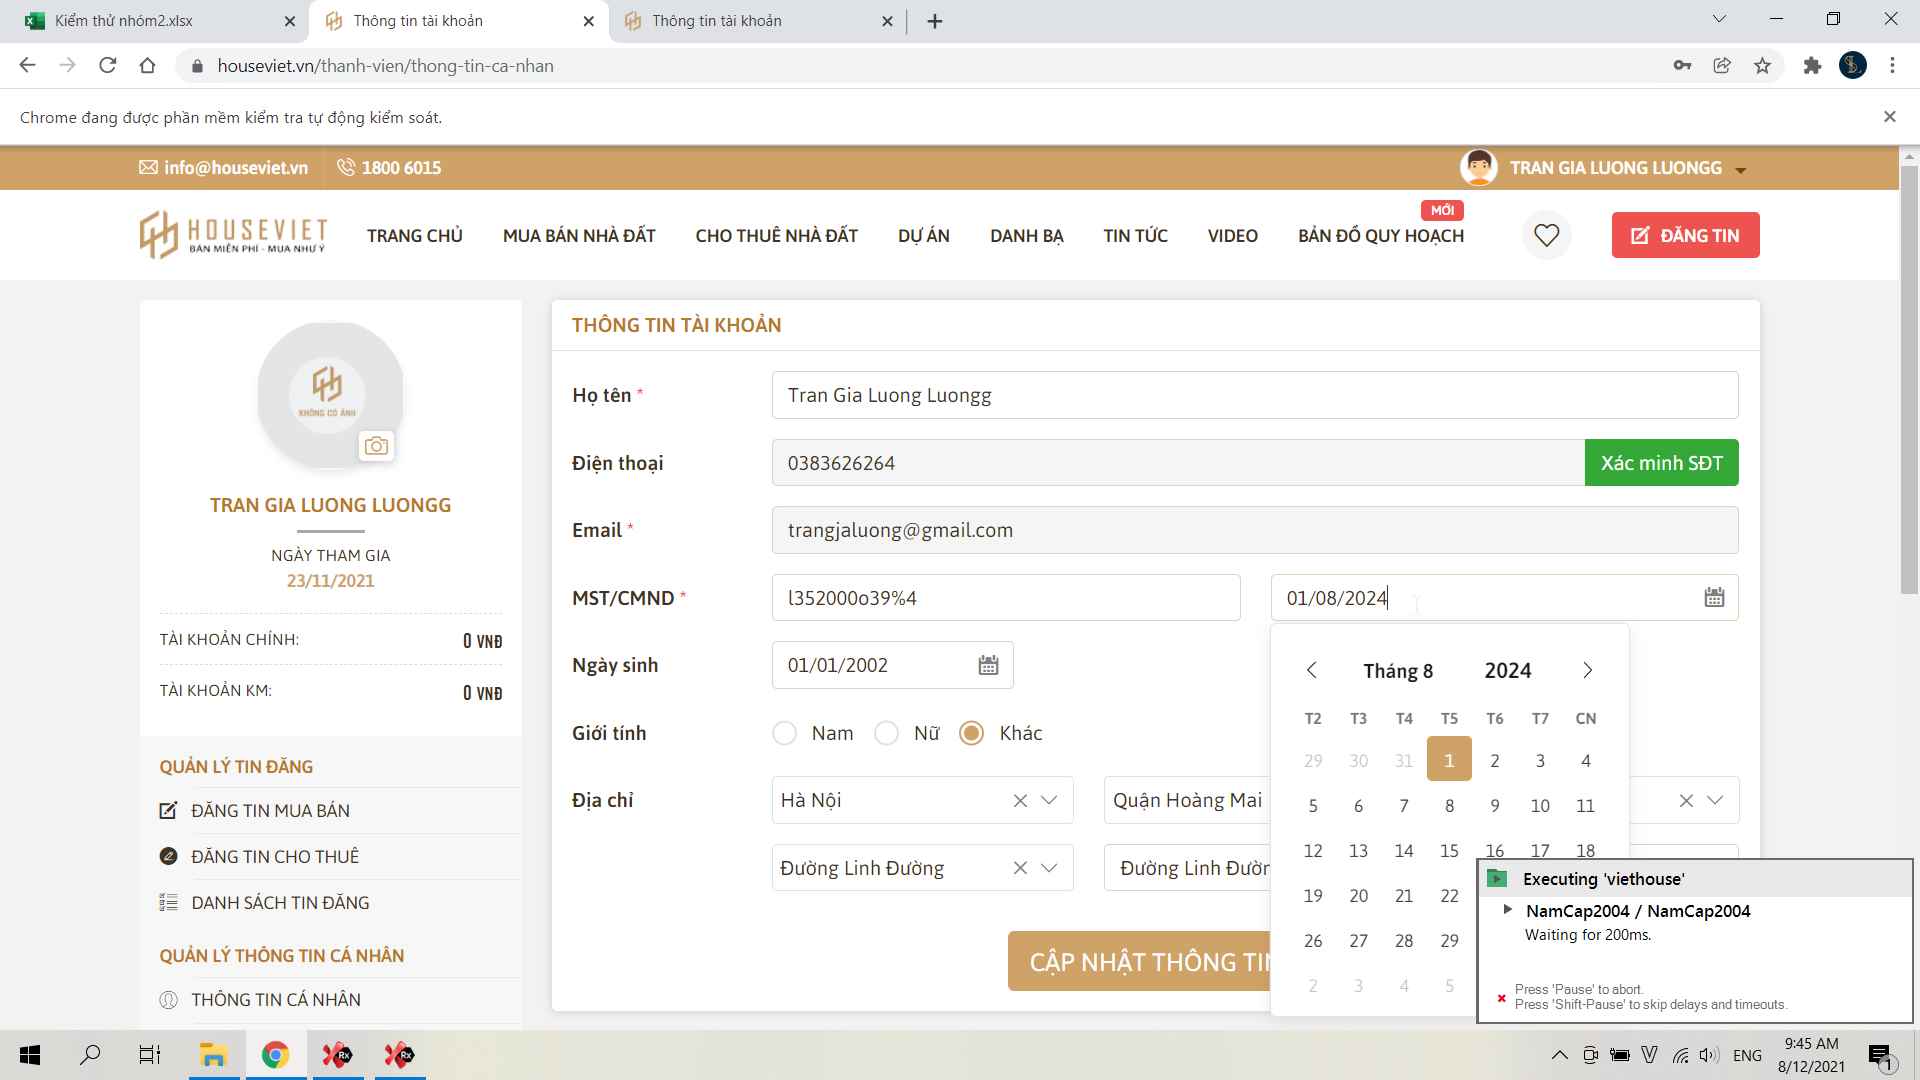 Kiểm thử nhóm2.xlsx
Thông tin tài khoản
Thông tin tài khoản
houseviet.vn/thanh-vien/thong-tin-ca-nhan
Chrome đang được phần mềm kiểm tra tự động kiểm soát.
info@houseviet.vn
1800 6015
TRAN GIA LUONG LUONGG
HOUSEVIET
BÁN MIỄN PHÍ - MUA NHƯ Ý
TRANG CHỦ
MUA BÁN NHÀ ĐẤT
CHO THUÊ NHÀ ĐẤT
DỰ ÁN
DANH BẠ
TIN TỨC
VIDEO
BẢN ĐỒ QUY HOẠCH
MỚI
ĐĂNG TIN
KHÔNG CÓ ẢNH
TRAN GIA LUONG LUONGG
NGÀY THAM GIA
23/11/2021
TÀI KHOẢN CHÍNH: 0 VNĐ
TÀI KHOẢN KM: 0 VNĐ
QUẢN LÝ TIN ĐĂNG
ĐĂNG TIN MUA BÁN
ĐĂNG TIN CHO THUÊ
DANH SÁCH TIN ĐĂNG
QUẢN LÝ THÔNG TIN CÁ NHÂN
THÔNG TIN CÁ NHÂN
THÔNG TIN TÀI KHOẢN
Họ tên * Tran Gia Luong Luongg
Điện thoại 0383626264 Xác minh SĐT
Email * trangjaluong@gmail.com
MST/CMND * l352000o39%4 01/08/2024
Ngày sinh 01/01/2002
Giới tính Nam Nữ Khác
Địa chỉ Hà Nội Quận Hoàng Mai
Đường Linh Đường Đường Linh Đườn
CẬP NHẬT THÔNG TIN
Tháng 8 2024
T2 T3 T4 T5 T6 T7 CN
29 30 31 1 2 3 4
5 6 7 8 9 10 11
12 13 14 15 16 17 18
19 20 21 22
26 27 28 29
2 3 4 5
Executing 'viethouse'
NamCap2004 / NamCap2004
Waiting for 200ms.
Press 'Pause' to abort.
Press 'Shift-Pause' to skip delays and timeouts.
Rx
Rx
ENG
9:45 AM
8/12/2021
1